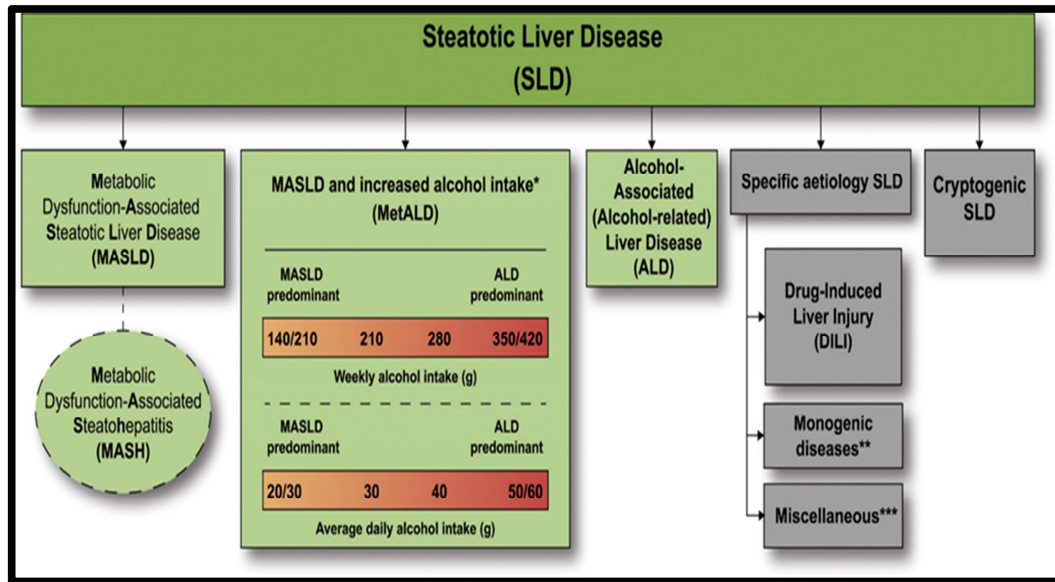 Steatotic Liver Disease
(SLD)
Metabolic
Dysfunction-Associated
Steatotic Liver Disease
(MASLD)
Metabolic
Dysfunction-Associated
Steatohepatitis
(MASH)
MASLD and increased alcohol intake*
(MetALD)
MASLD predominant
ALD predominant
140/210 210 280 350/420
Weekly alcohol intake (g)
MASLD predominant
ALD predominant
20/30 30 40 50/60
Average daily alcohol intake (g)
Alcohol-
Associated
(Alcohol-related)
Liver Disease
(ALD)
Specific aetiology SLD
Drug-Induced
Liver Injury
(DILI)
Monogenic
diseases**
Miscellaneous***
Cryptogenic
SLD